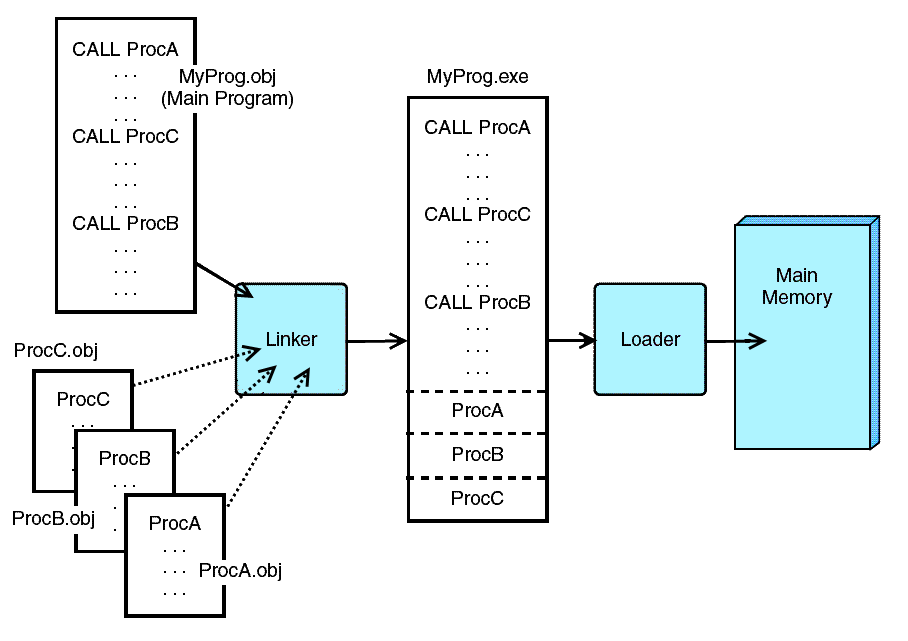 CALL ProcA
. . .
MyProg.obj
. . .
(Main Program)
. . .
CALL ProcC
. . .
. . .
. . .
CALL ProcB
. . .
. . .
. . .
ProcC.obj
ProcC
. . .
ProcB
. . .
. . .
ProcB.obj
ProcA
. . .
. . .
ProcA.obj
. . .
Linker
MyProg.exe
CALL ProcA
. . .
. . .
. . .
CALL ProcC
. . .
. . .
. . .
CALL ProcB
. . .
. . .
. . .
ProcA
ProcB
ProcC
Loader
Main
Memory